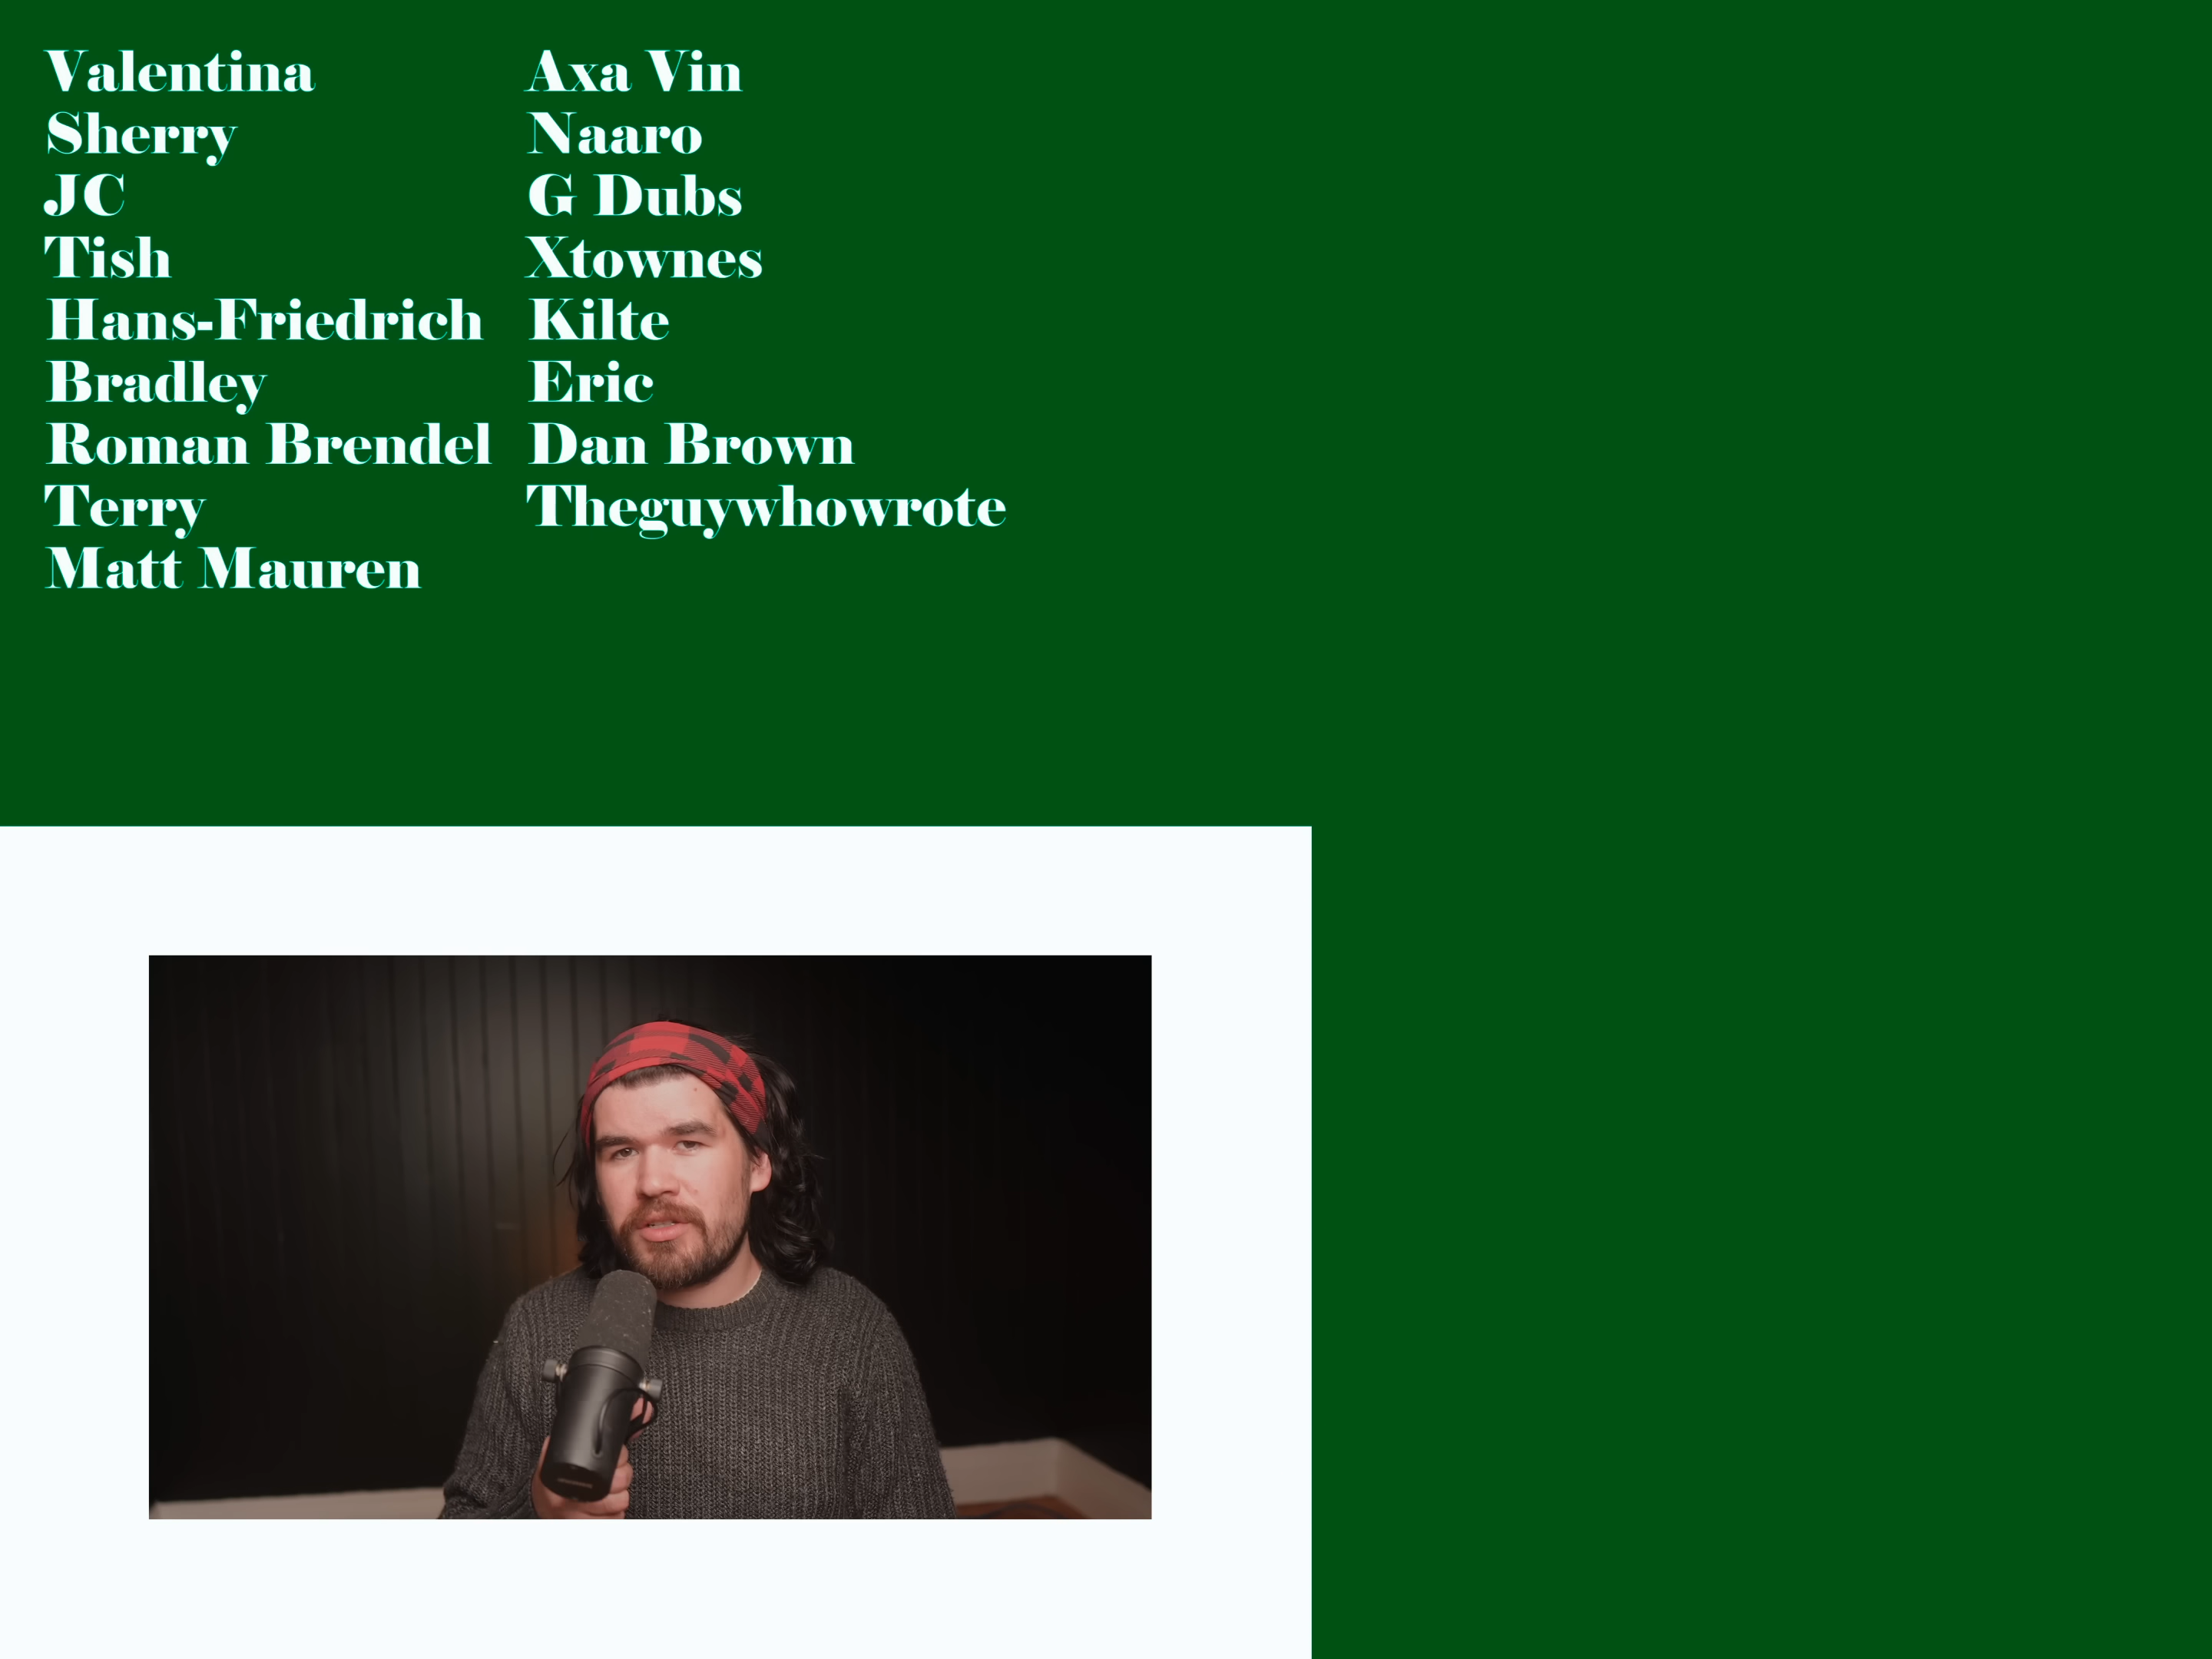 Valentina
Sherry
JC
Tish
Hans-Friedrich
Bradley
Roman Brendel
Terry
Matt Mauren
Axa Vin
Naaro
G Dubs
Xtownes
Kilte
Eric
Dan Brown
Theguywhowrote